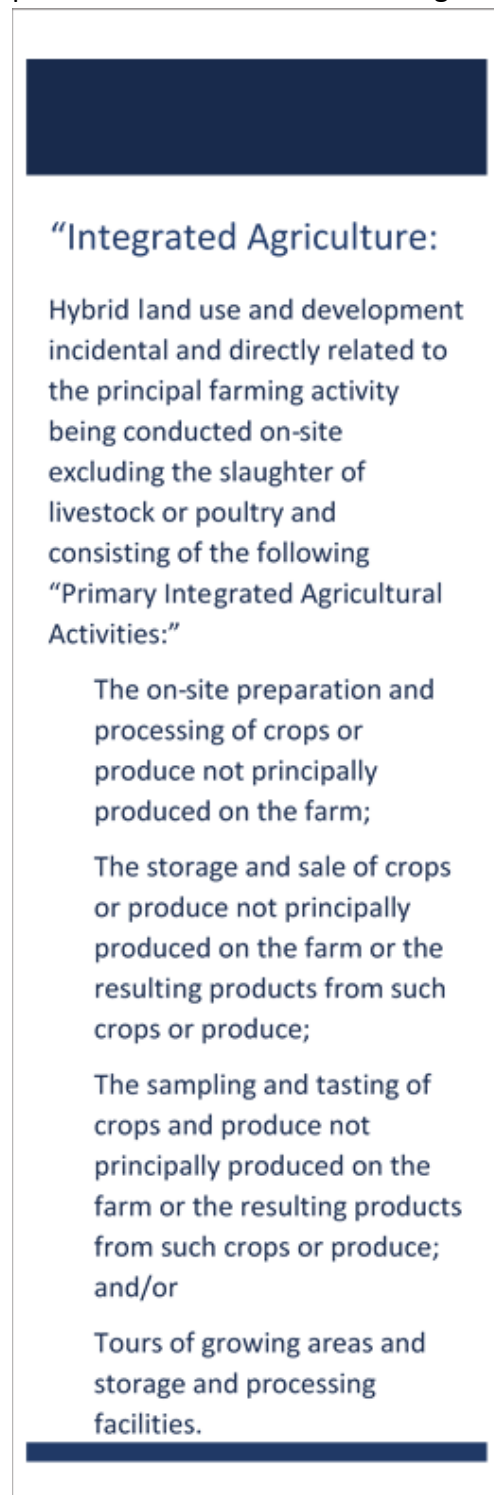 “Integrated Agriculture:
Hybrid land use and development
incidental and directly related to
the principal farming activity
being conducted on-site
excluding the slaughter of
livestock or poultry and
consisting of the following
“Primary Integrated Agricultural
Activities:”
The on-site preparation and
processing of crops or
produce not principally
produced on the farm;
The storage and sale of crops
or produce not principally
produced on the farm or the
resulting products from such
crops or produce;
The sampling and tasting of
crops and produce not
principally produced on the
farm or the resulting products
from such crops or produce;
and/or
Tours of growing areas and
storage and processing
facilities.